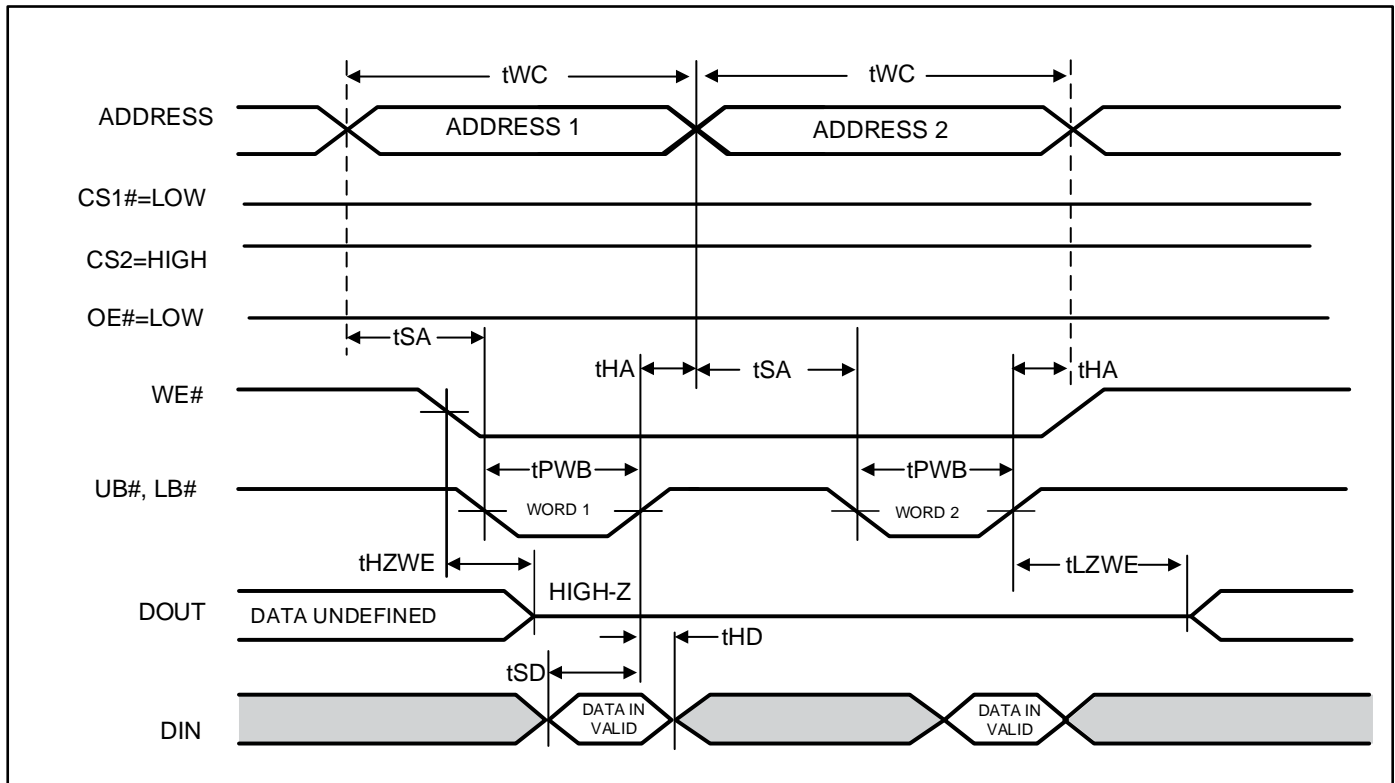 tWC tWC
ADDRESS ADDRESS 1 ADDRESS 2
CS1#=LOW
CS2=HIGH
OE#=LOW
tSA tHA tSA tHA
WE#
tPWB tPWB
UB#, LB# WORD 1 WORD 2
tHZWE tLZWE
HIGH-Z
DOUT DATA UNDEFINED
tHD
tSD
DIN DATA IN VALID DATA IN VALID